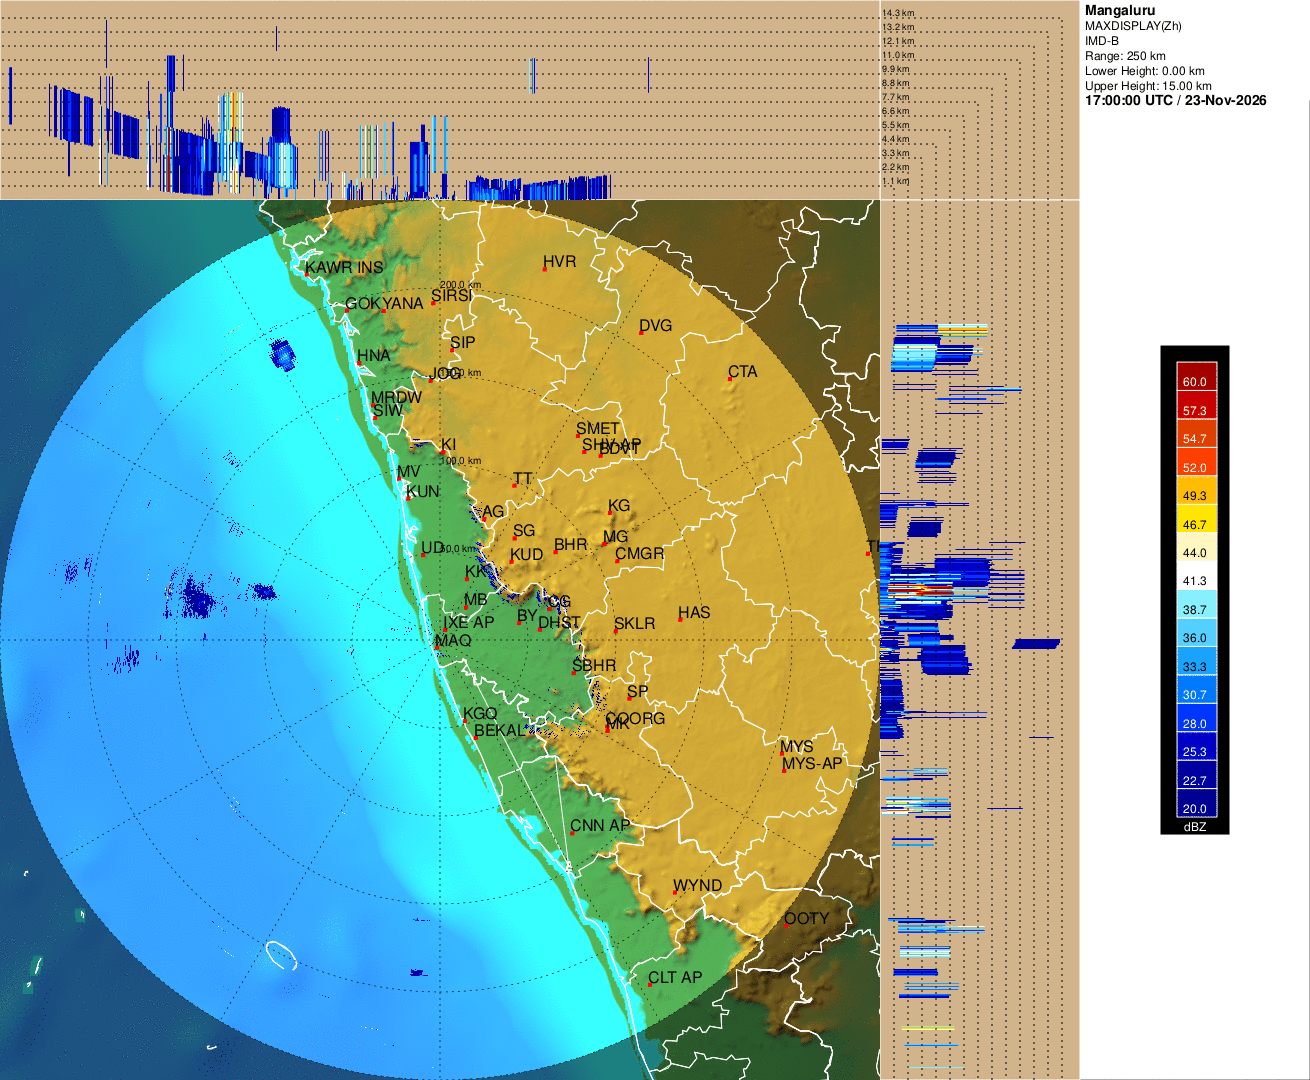 Mangaluru
MAXDISPLAY(Zh)
IMD-B
Range: 250 km
Lower Height: 0.00 km
Upper Height: 15.00 km
17:00:00 UTC / 23-Nov-2026
14.3 km
13.2 km
12.1 km
11.0 km
9.9 km
8.8 km
7.7 km
6.6 km
5.5 km
4.4 km
3.3 km
2.2 km
1.1 km
KAWR INS
HVR
200.0 km
SIRSI
GOKYANA
DVG
SIP
HNA
CTA
JOG
MRDW
SIW
SMET
SHV-AP
BDVT
KI
100.0 km
MV
TT
KUN
KG
AG
SG
MG
UD
50.0 km
KUD
BHR
CMGR
KK
MB
CG
IXE AP
BY
DHST
SKLR
HAS
MAQ
SBHR
SP
KGQ
COORG
MK
BEKAL
MYS
MYS-AP
CNN AP
WYND
OOTY
CLT AP
60.0
57.3
54.7
52.0
49.3
46.7
44.0
41.3
38.7
36.0
33.3
30.7
28.0
25.3
22.7
20.0
dBZ